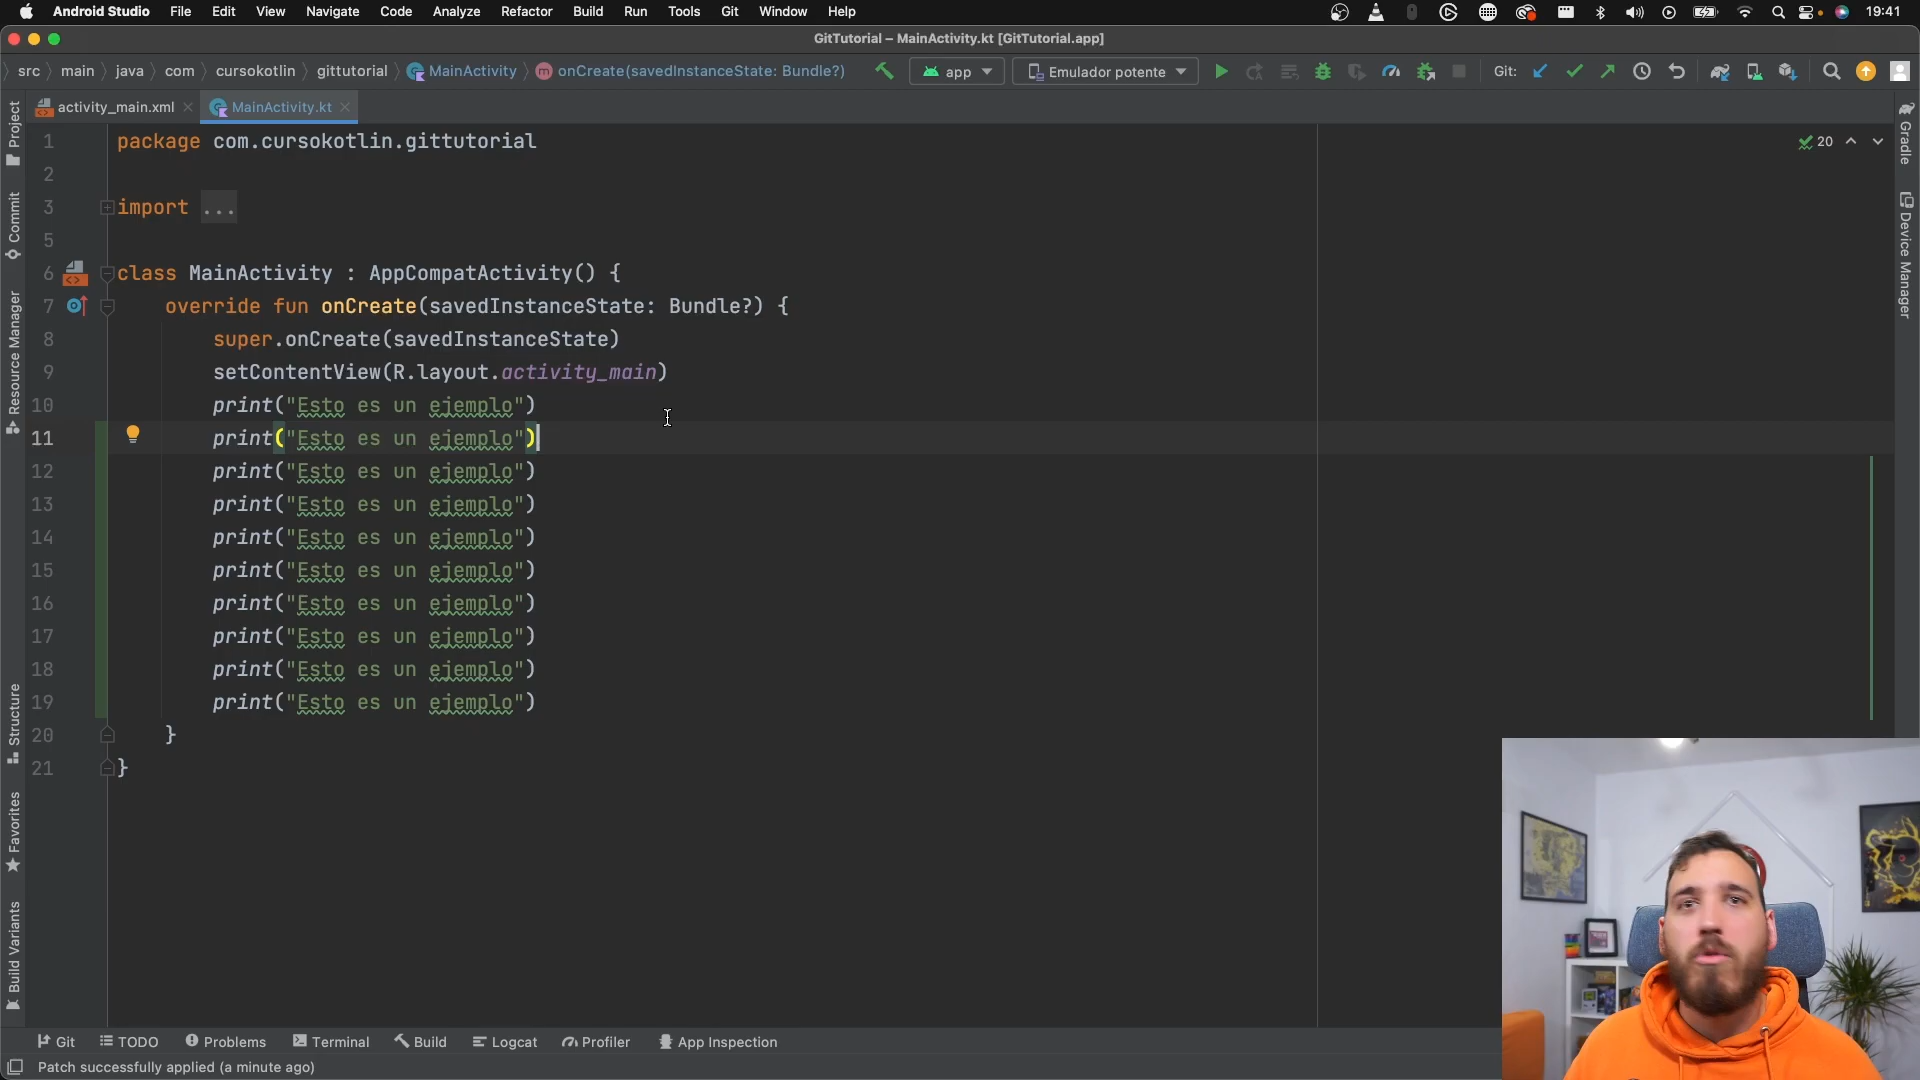 Android Studio File Edit View Navigate Code Analyze Refactor Build Run Tools Git Window Help 19:41
GitTutorial – MainActivity.kt [GitTutorial.app]
src main java com cursokotlin gittutorial MainActivity onCreate(savedInstanceState: Bundle?) app Emulador potente Git:
activity_main.xml MainActivity.kt
Project
Commit
Resource Manager
Structure
Favorites
Build Variants
1 package com.cursokotlin.gittutorial
2
3 import ...
5
6 class MainActivity : AppCompatActivity() {
7 override fun onCreate(savedInstanceState: Bundle?) {
8 super.onCreate(savedInstanceState)
9 setContentView(R.layout.activity_main)
10 print("Esto es un ejemplo")
11 print("Esto es un ejemplo")
12 print("Esto es un ejemplo")
13 print("Esto es un ejemplo")
14 print("Esto es un ejemplo")
15 print("Esto es un ejemplo")
16 print("Esto es un ejemplo")
17 print("Esto es un ejemplo")
18 print("Esto es un ejemplo")
19 print("Esto es un ejemplo")
20 }
21 }
20
Gradle
Device Manager
Git TODO Problems Terminal Build Logcat Profiler App Inspection
Patch successfully applied (a minute ago)